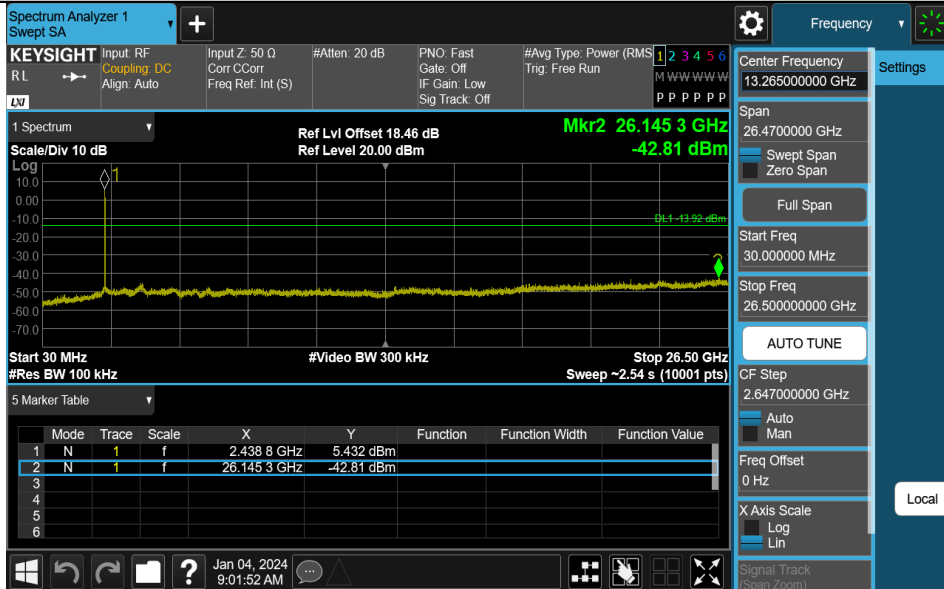 Spectrum Analyzer 1
Swept SA
+
Frequency
KEYSIGHT
RL
LXI
Input: RF
Coupling: DC
Align: Auto
Input Z: 50 Ω
Corr CCorr
Freq Ref: Int (S)
#Atten: 20 dB
PNO: Fast
Gate: Off
IF Gain: Low
Sig Track: Off
#Avg Type: Power (RMS
Trig: Free Run
1 2 3 4 5 6
M W W W W W
P P P P P P
1 Spectrum
Scale/Div 10 dB
Ref Lvl Offset 18.46 dB
Ref Level 20.00 dBm
Mkr2 26.145 3 GHz
-42.81 dBm
Log
10.0
0.00
-10.0
-20.0
-30.0
-40.0
-50.0
-60.0
-70.0
1
DL1 -13.92 dBm
2
Start 30 MHz
#Res BW 100 kHz
#Video BW 300 kHz
Stop 26.50 GHz
Sweep ~2.54 s (10001 pts)
5 Marker Table
Mode Trace Scale X Y Function Function Width Function Value
1 N 1 f 2.438 8 GHz 5.432 dBm
2 N 1 f 26.145 3 GHz -42.81 dBm
3
4
5
6
Center Frequency
13.265000000 GHz
Span
26.4700000 GHz
Swept Span
Zero Span
Full Span
Start Freq
30.000000 MHz
Stop Freq
26.500000000 GHz
AUTO TUNE
CF Step
2.647000000 GHz
Auto
Man
Freq Offset
0 Hz
X Axis Scale
Log
Lin
Signal Track
(Span Zoom)
Settings
Local
?
Jan 04, 2024
9:01:52 AM